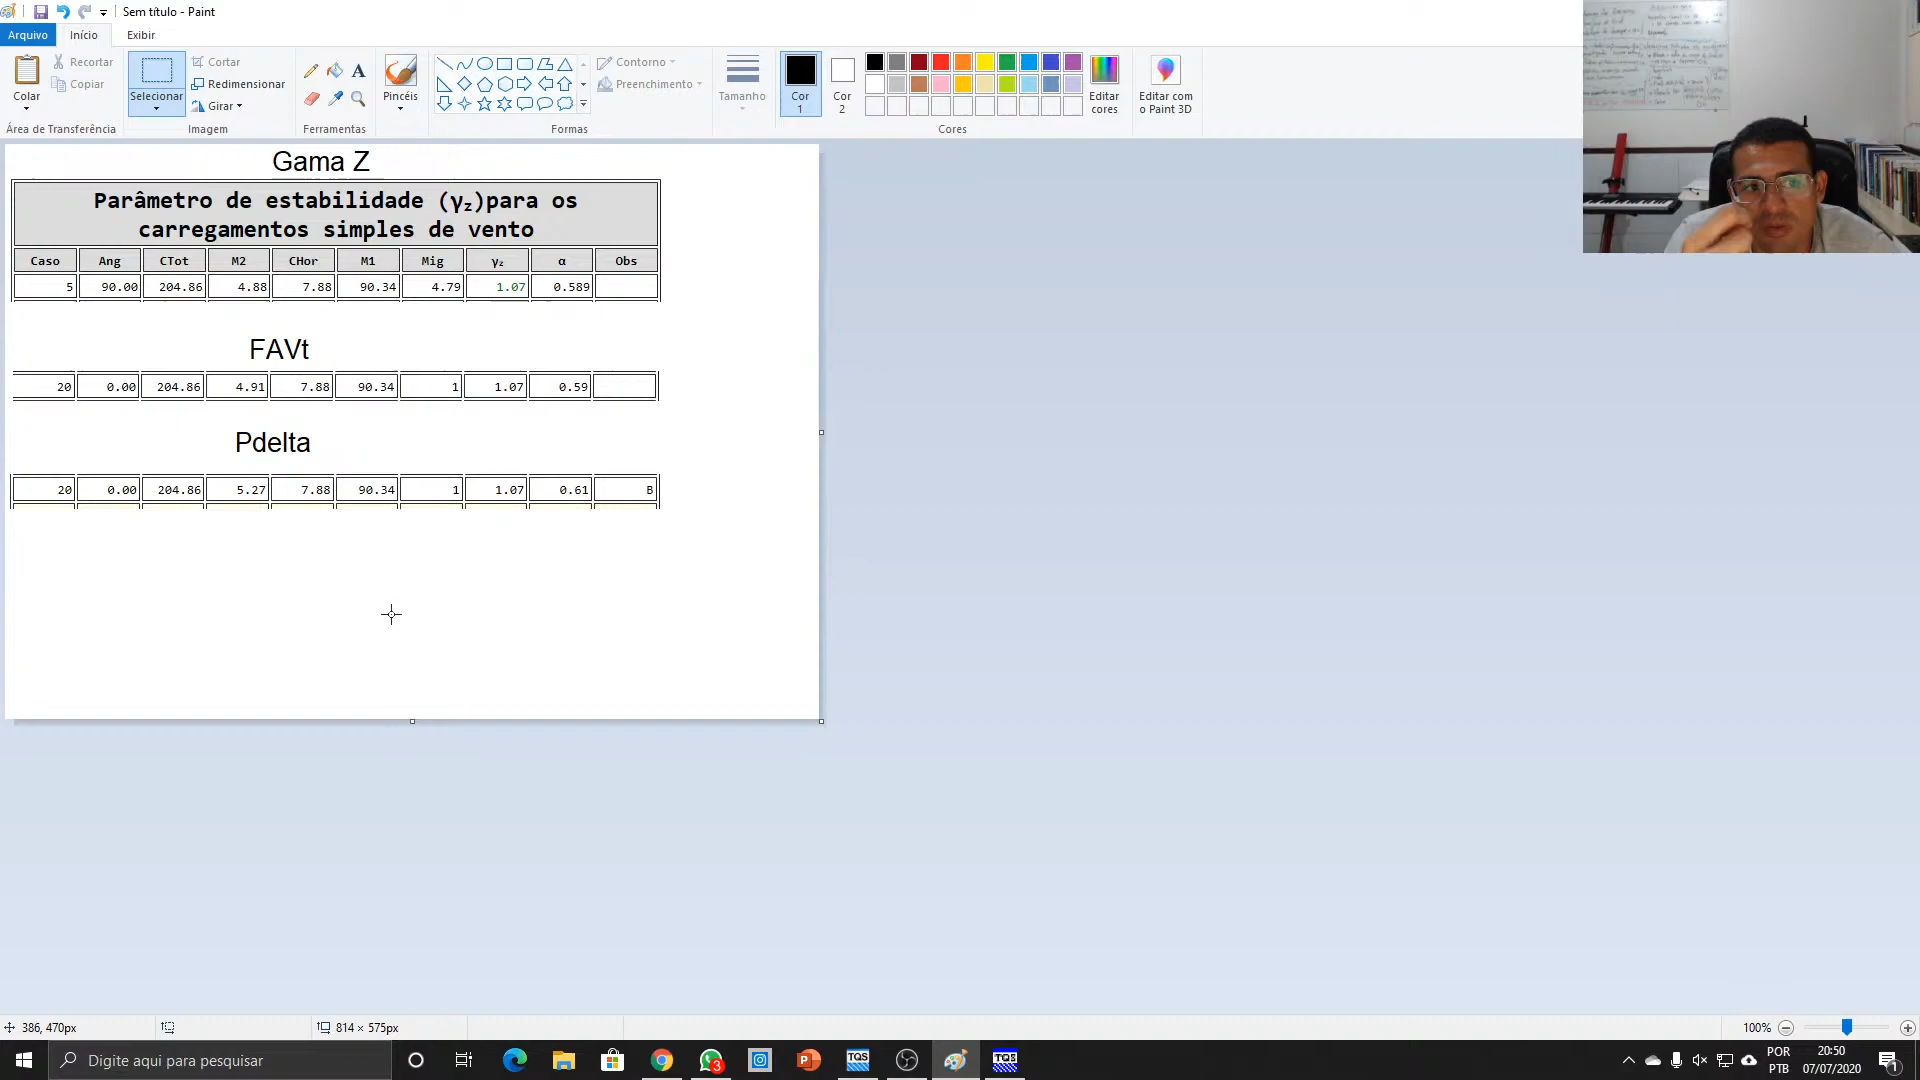 Sem título - Paint
Arquivo Início Exibir
Colar
Recortar
Copiar
Área de Transferência
Selecionar
Cortar
Redimensionar
Girar
Imagem
Ferramentas
Pincéis
Formas
Contorno
Preenchimento
Tamanho
Cor 1
Cor 2
Cores
Editar cores
Editar com o Paint 3D
Gama Z
Parâmetro de estabilidade (γz)para os
carregamentos simples de vento
Caso Ang CTot M2 CHor M1 Mig γz α Obs
5 90.00 204.86 4.88 7.88 90.34 4.79 1.07 0.589
FAVt
20 0.00 204.86 4.91 7.88 90.34 1 1.07 0.59
Pdelta
20 0.00 204.86 5.27 7.88 90.34 1 1.07 0.61 B
386, 470px
814 × 575px
100%
Digite aqui para pesquisar
3
TQS
TQS
POR
PTB
20:50
07/07/2020
1